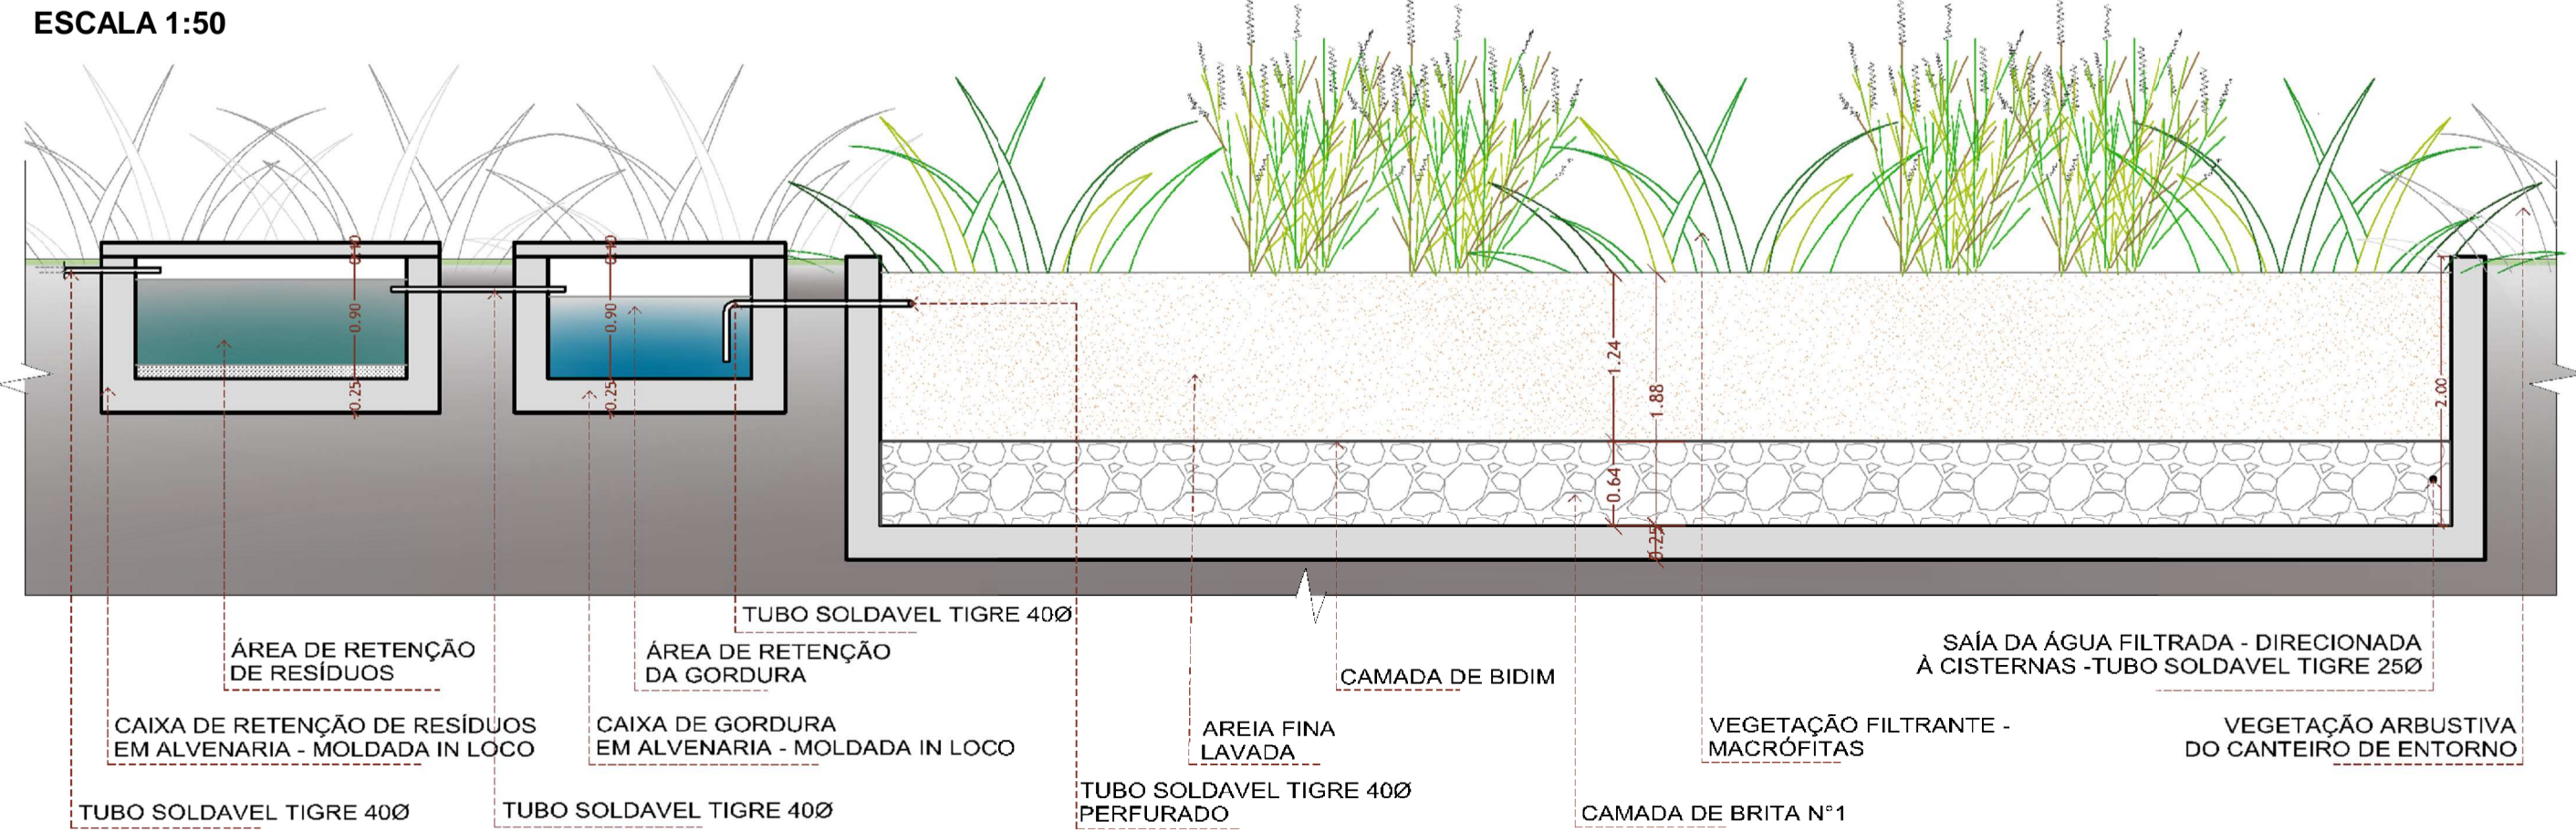 ESCALA 1:50
0.10
0.90
0.25
0.10
0.90
0.25
1.24
0.64
1.88
0.25
2.00
TUBO SOLDAVEL TIGRE 40Ø
ÁREA DE RETENÇÃO
DE RESÍDUOS
ÁREA DE RETENÇÃO
DA GORDURA
SAÍA DA ÁGUA FILTRADA - DIRECIONADA
À CISTERNAS -TUBO SOLDAVEL TIGRE 25Ø
CAMADA DE BIDIM
CAIXA DE RETENÇÃO DE RESÍDUOS
EM ALVENARIA - MOLDADA IN LOCO
CAIXA DE GORDURA
EM ALVENARIA - MOLDADA IN LOCO
AREIA FINA
LAVADA
VEGETAÇÃO FILTRANTE -
MACRÓFITAS
VEGETAÇÃO ARBUSTIVA
DO CANTEIRO DE ENTORNO
TUBO SOLDAVEL TIGRE 40Ø
TUBO SOLDAVEL TIGRE 40Ø
TUBO SOLDAVEL TIGRE 40Ø
PERFURADO
CAMADA DE BRITA N°1